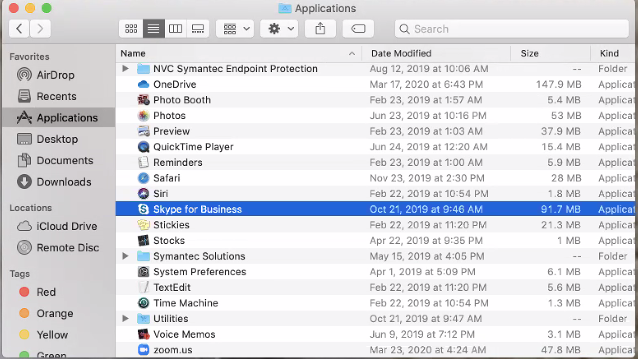 Applications
Search
Favorites
AirDrop
Recents
Applications
Desktop
Documents
Downloads
Locations
iCloud Drive
Remote Disc
Tags
Red
Orange
Yellow
Green
Name Date Modified Size Kind
NVC Symantec Endpoint Protection Aug 12, 2019 at 10:06 AM -- Folder
OneDrive Mar 17, 2020 at 6:43 PM 147.9 MB Applicat
Photo Booth Feb 23, 2019 at 1:57 AM 5.4 MB Applicat
Photos Jun 23, 2019 at 10:16 PM 53 MB Applicat
Preview Feb 23, 2019 at 1:03 AM 37.9 MB Applicat
QuickTime Player Jun 24, 2020 at 12:20 AM 15.4 MB Applicat
Reminders Feb 23, 2019 at 1:00 AM 5.9 MB Applicat
Safari Nov 23, 2019 at 2:30 PM 28 MB Applicat
Siri Feb 22, 2019 at 10:54 PM 1.8 MB Applicat
Skype for Business Oct 21, 2019 at 9:46 AM 91.7 MB Applicat
Stickies Feb 22, 2019 at 11:20 PM 21.3 MB Applicat
Stocks Apr 22, 2019 at 9:35 PM 1 MB Applicat
Symantec Solutions May 15, 2019 at 4:05 PM -- Folder
System Preferences Apr 1, 2019 at 5:09 PM 6.1 MB Applicat
TextEdit Feb 22, 2019 at 11:20 PM 5.6 MB Applicat
Time Machine Feb 22, 2019 at 10:54 PM 1.3 MB Applicat
Utilities Oct 21, 2019 at 9:47 AM -- Folder
Voice Memos Jun 9, 2019 at 7:12 PM 3.1 MB Applicat
zoom.us Mar 23, 2020 at 4:24 AM 47.8 MB Applicat